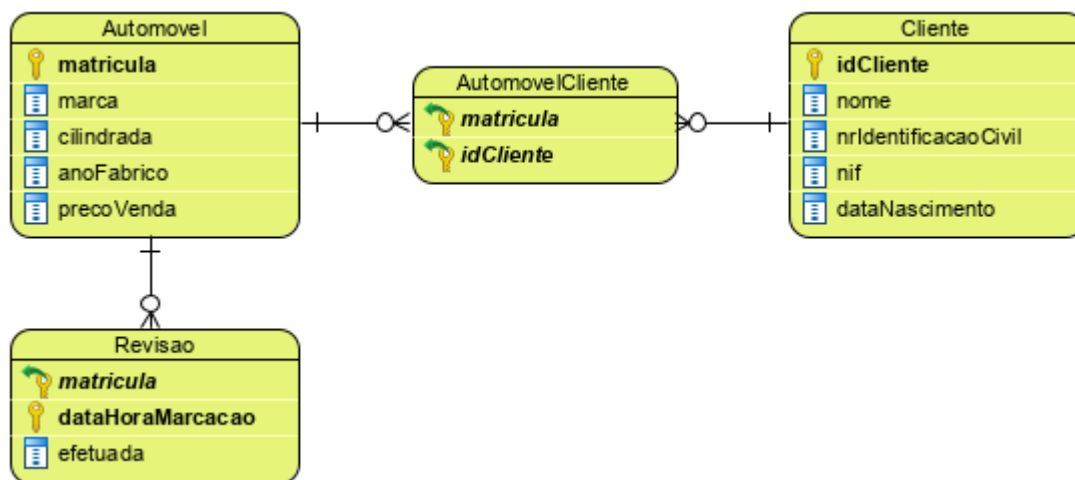 Automovel
matricula
marca
cilindrada
anoFabrico
precoVenda
AutomovelCliente
matricula
idCliente
Cliente
idCliente
nome
nrIdentificacaoCivil
nif
dataNascimento
Revisao
matricula
dataHoraMarcacao
efetuada